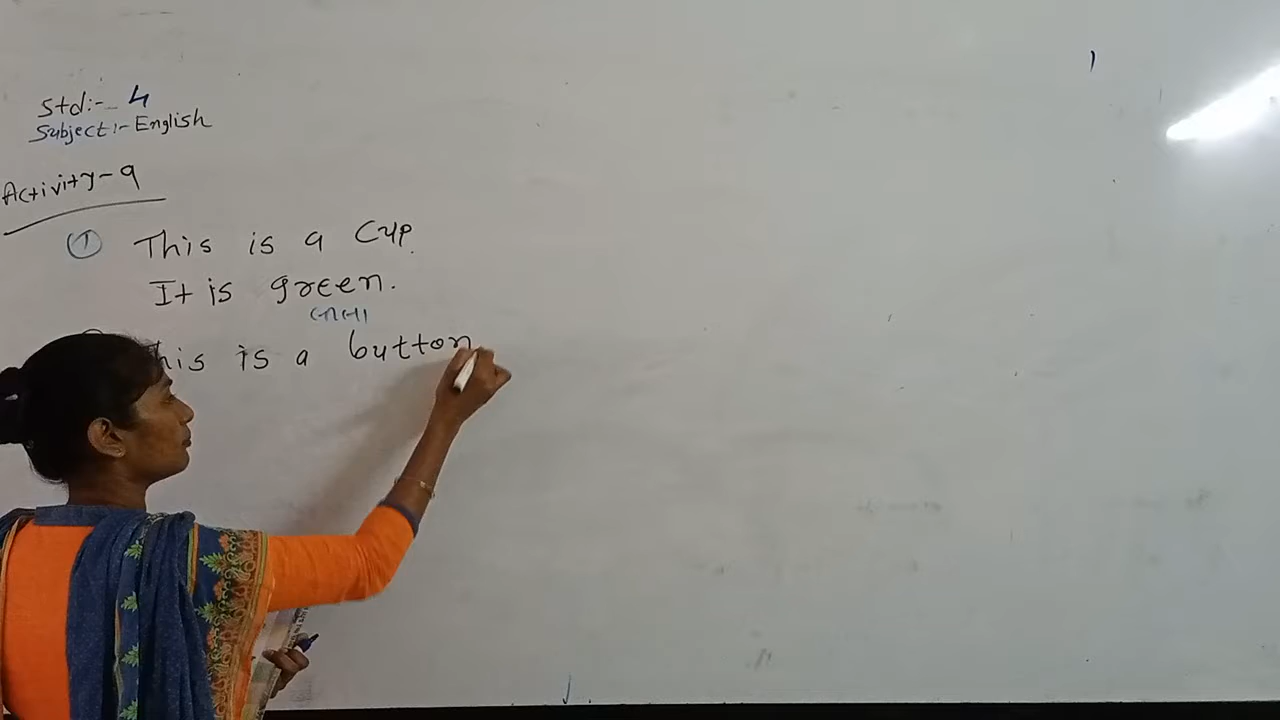 Std:- 4
Subject:- English
Activity-9
① This is a Cup.
It is green.
This is a button